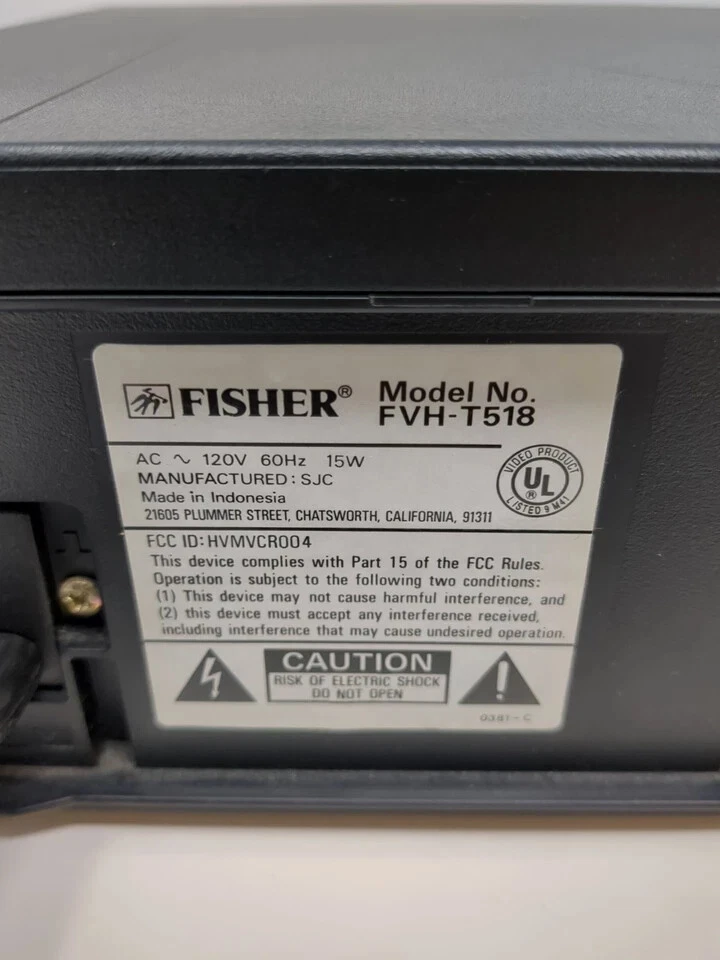 FISHER®
Model No.
FVH-T518
AC ~ 120V 60Hz 15W
MANUFACTURED: SJC
Made in Indonesia
21605 PLUMMER STREET, CHATSWORTH, CALIFORNIA, 91311
VIDEO PRODUCT
UL®
LISTED 9 M41
FCC ID: HVMVCR004
This device complies with Part 15 of the FCC Rules.
Operation is subject to the following two conditions:
(1) This device may not cause harmful interference, and
(2) this device must accept any interference received,
including interference that may cause undesired operation.
CAUTION
RISK OF ELECTRIC SHOCK
DO NOT OPEN
0381-C